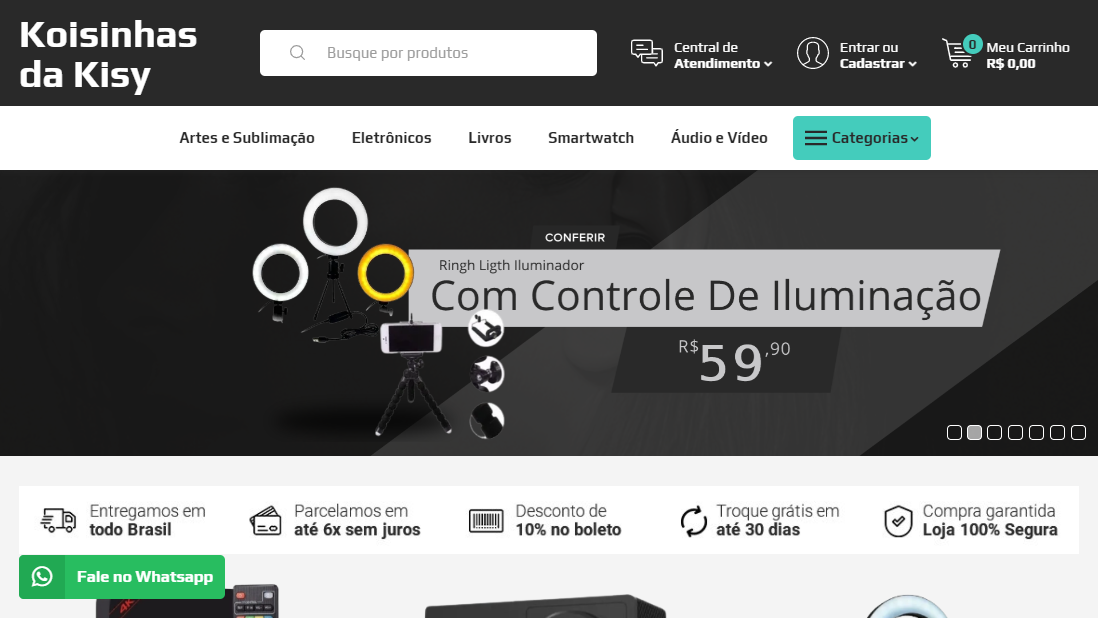 Koisinhas
da Kisy
Busque por produtos
Central de
Atendimento
Entrar ou
Cadastrar
0
Meu Carrinho
R$ 0,00
Artes e Sublimação
Eletrônicos
Livros
Smartwatch
Áudio e Vídeo
Categorias
CONFERIR
Ringh Ligth Iluminador
Com Controle De Iluminação
R$59,90
Entregamos em
todo Brasil
Parcelamos em
até 6x sem juros
Desconto de
10% no boleto
Troque grátis em
até 30 dias
Compra garantida
Loja 100% Segura
Fale no Whatsapp